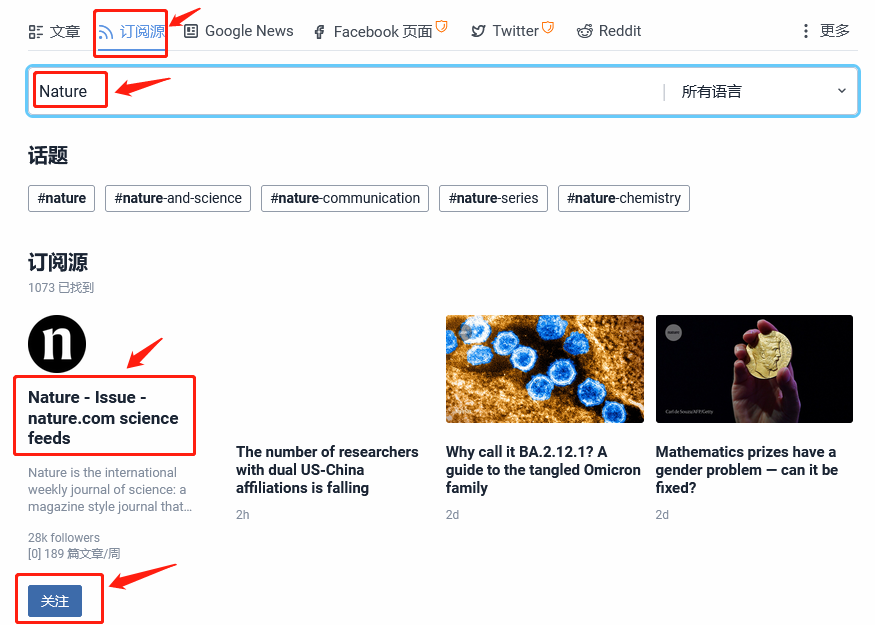 文章
订阅源
Google News
Facebook 页面
Twitter
Reddit
更多
Nature
所有语言
话题
#nature
#nature-and-science
#nature-communication
#nature-series
#nature-chemistry
订阅源
1073 已找到
n
Nature - Issue -
nature.com science
feeds
Nature is the international
weekly journal of science: a
magazine style journal that…
28k followers
[0] 189 篇文章/周
关注
The number of researchers
with dual US-China
affiliations is falling
2h
Why call it BA.2.12.1? A
guide to the tangled Omicron
family
2d
Carl de Souza/AFP/Getty
Mathematics prizes have a
gender problem — can it be
fixed?
2d